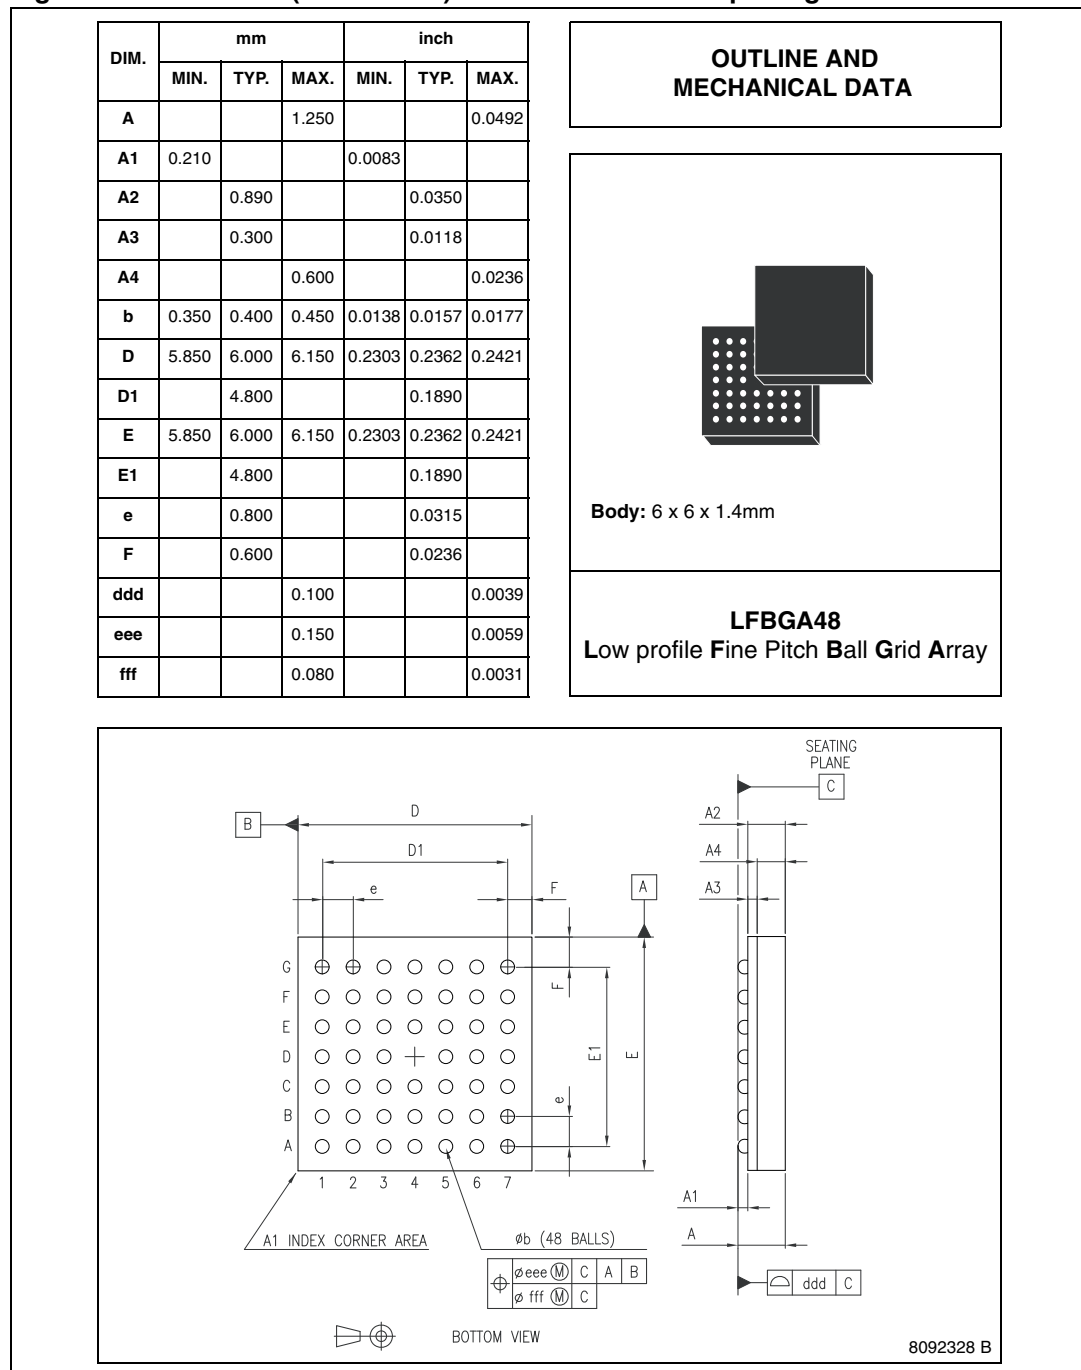 DIM. mm inch
MIN. TYP. MAX. MIN. TYP. MAX.
A 1.250 0.0492
A1 0.210 0.0083
A2 0.890 0.0350
A3 0.300 0.0118
A4 0.600 0.0236
b 0.350 0.400 0.450 0.0138 0.0157 0.0177
D 5.850 6.000 6.150 0.2303 0.2362 0.2421
D1 4.800 0.1890
E 5.850 6.000 6.150 0.2303 0.2362 0.2421
E1 4.800 0.1890
e 0.800 0.0315
F 0.600 0.0236
ddd 0.100 0.0039
eee 0.150 0.0059
fff 0.080 0.0031
OUTLINE AND
MECHANICAL DATA
Body: 6 x 6 x 1.4mm
LFBGA48
Low profile Fine Pitch Ball Grid Array
SEATING
PLANE
C
B
D
D1
e
F
A
A2
A4
A3
G
F
F
E
D
C
B
A
E1
E
e
1 2 3 4 5 6 7
A1 INDEX CORNER AREA
øb (48 BALLS)
øeee Ⓜ C A B
ø fff Ⓜ C
A1
A
ddd C
BOTTOM VIEW
8092328 B